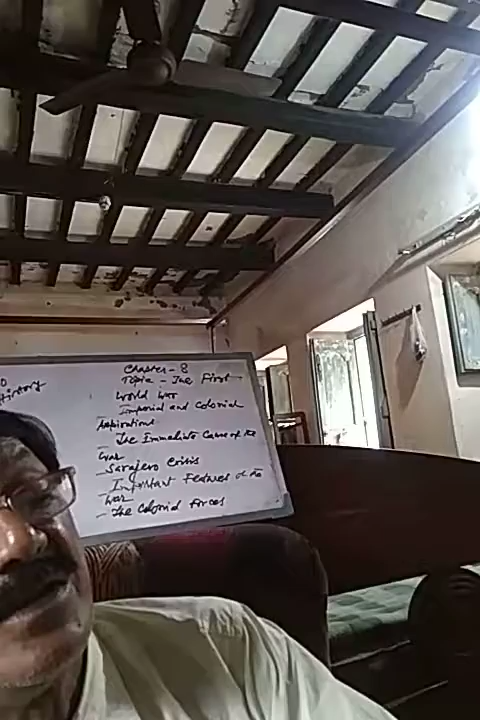 History
Chapter - 8
Topic - The First
World War
Imperial and Colonial
Aspirations
- The Immediate Cause of the
War
- Sarajevo Crisis
- Important Features of the
War
- The Colonial Forces